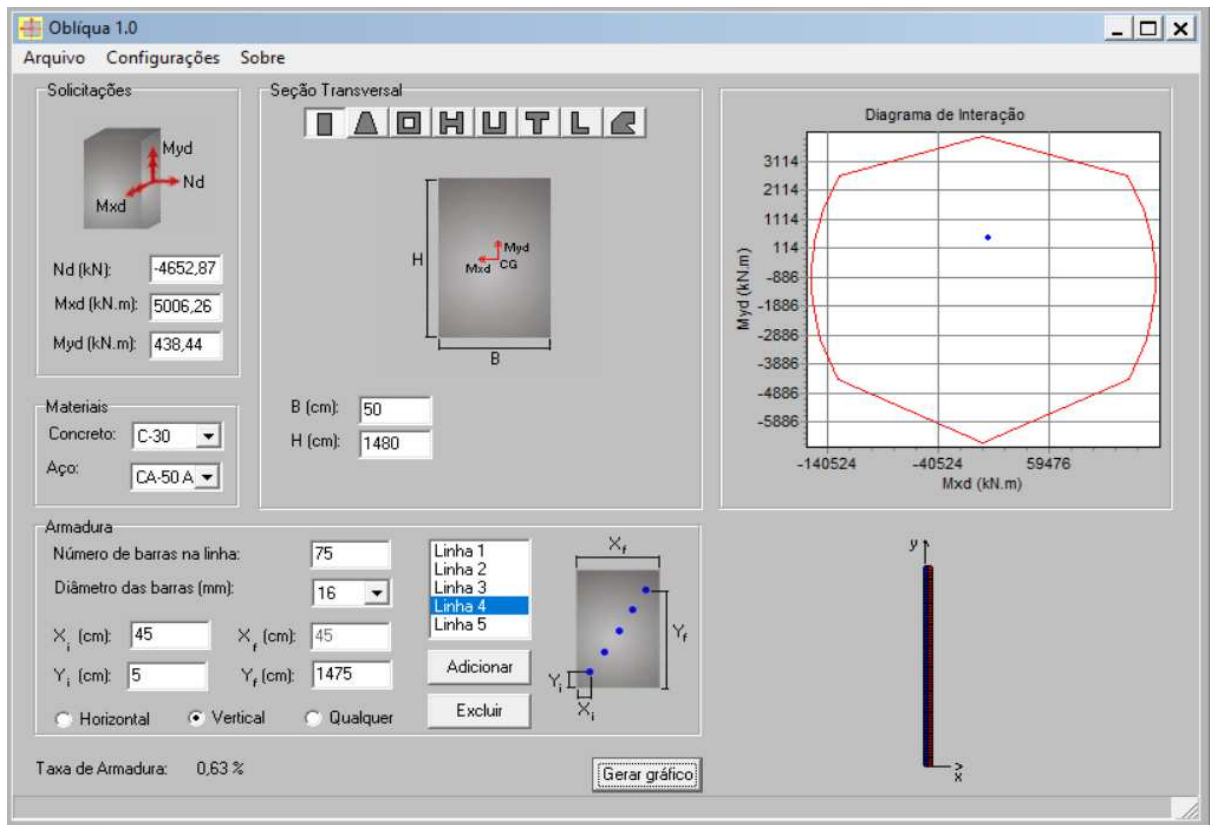 Oblíqua 1.0
Arquivo Configurações Sobre
Solicitações
Myd
Nd
Mxd
Nd (kN): -4652,87
Mxd (kN.m): 5006,26
Myd (kN.m): 438,44
Materiais
Concreto: C-30
Aço: CA-50 A
Seção Transversal
H
Myd
Mxd CG
B
B (cm): 50
H (cm): 1480
Diagrama de Interação
Myd (kN.m)
3114
2114
1114
114
-886
-1886
-2886
-3886
-4886
-5886
-140524 -40524 59476
Mxd (kN.m)
Armadura
Número de barras na linha: 75
Diâmetro das barras (mm): 16
Xi (cm): 45 Xf (cm): 45
Yi (cm): 5 Yf (cm): 1475
Horizontal Vertical Qualquer
Linha 1
Linha 2
Linha 3
Linha 4
Linha 5
Adicionar
Excluir
Xf
Yf
Yi
Xi
y
x
Taxa de Armadura: 0,63 %
Gerar gráfico